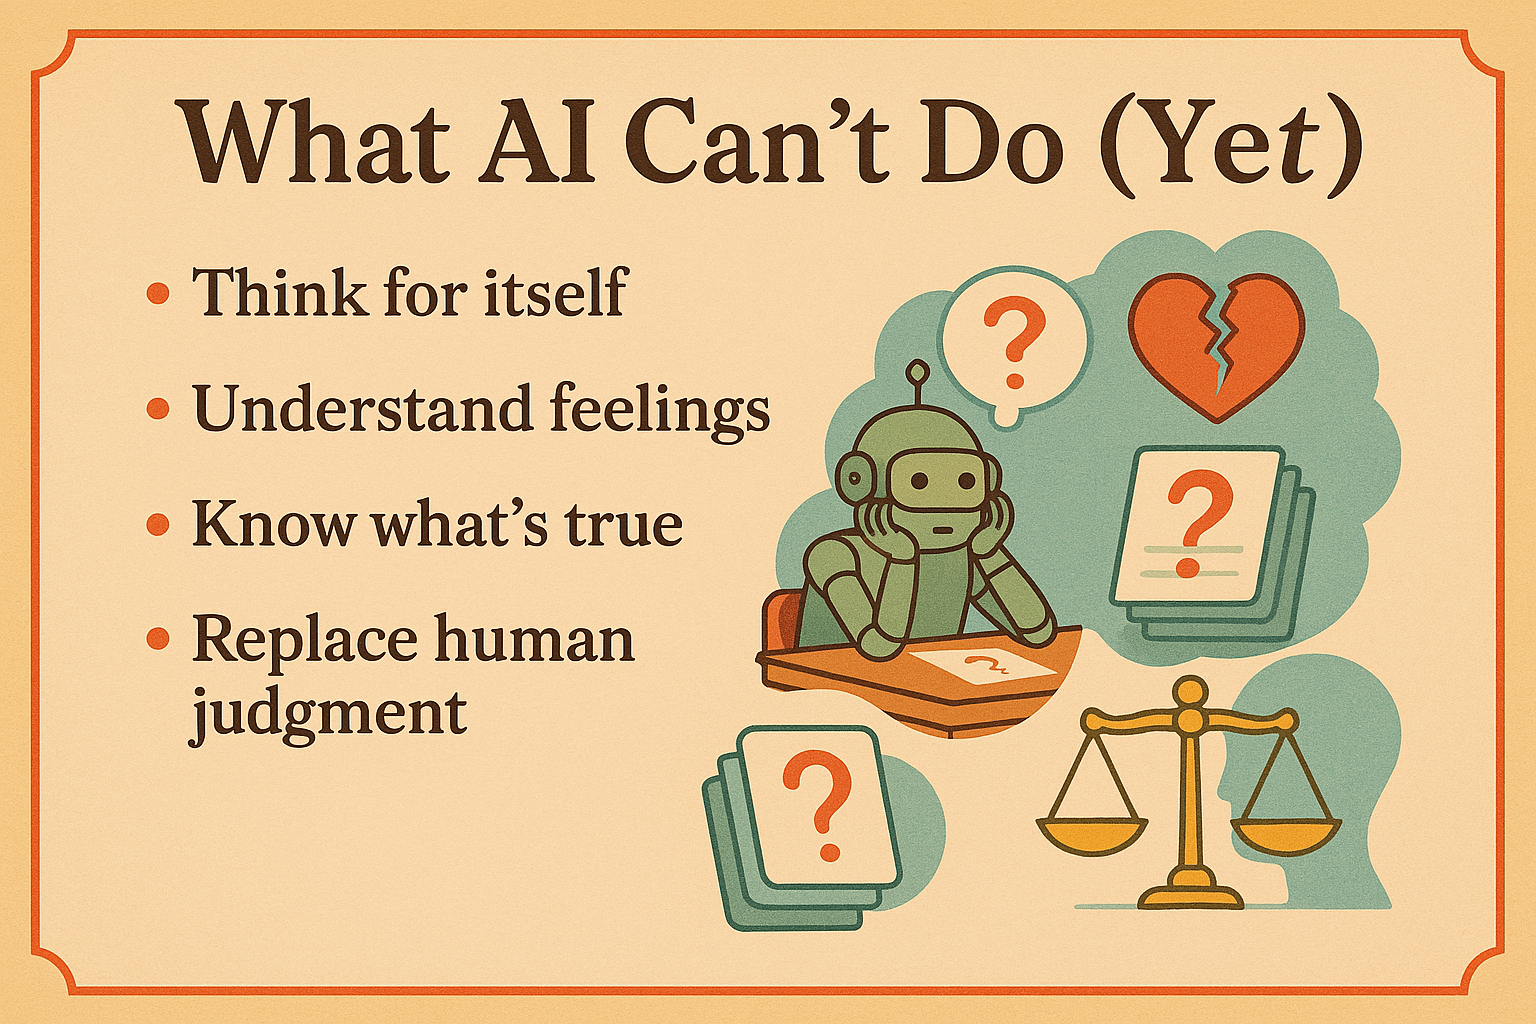 What AI Can't Do (Yet)
• Think for itself
• Understand feelings
• Know what's true
• Replace human
judgment
?
?
?
?